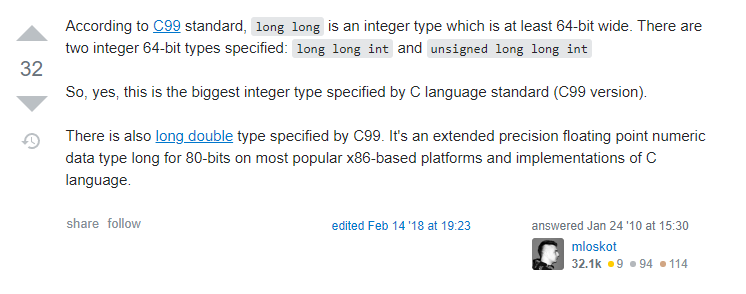 According to C99 standard, long long is an integer type which is at least 64-bit wide. There are
two integer 64-bit types specified: long long int and unsigned long long int
32
So, yes, this is the biggest integer type specified by C language standard (C99 version).
There is also long double type specified by C99. It's an extended precision floating point numeric
data type long for 80-bits on most popular x86-based platforms and implementations of C
language.
share follow
edited Feb 14 '18 at 19:23
answered Jan 24 '10 at 15:30
mloskot
32.1k 9 94 114